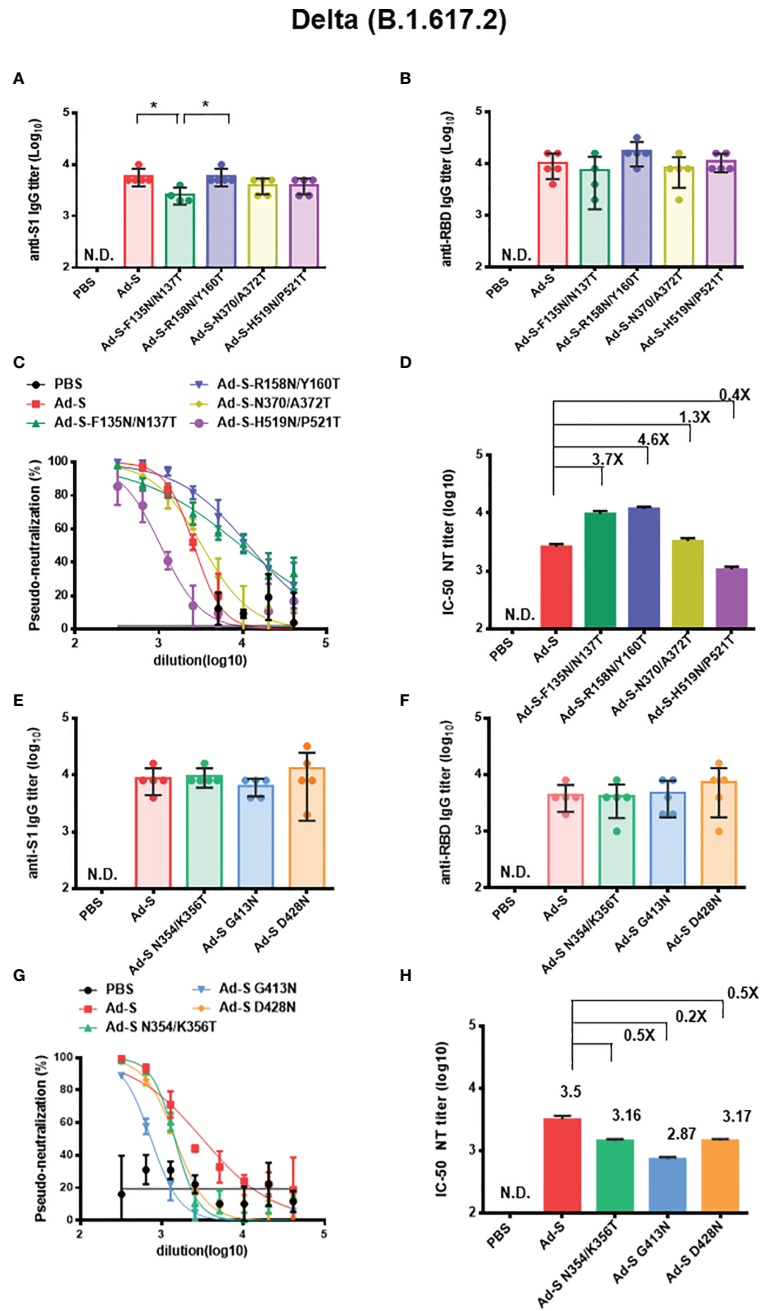 Delta (B.1.617.2)
A
anti-S1 IgG titer (Log10)
5
4
3
2
*
*
N.D.
PBS
Ad-S
Ad-S-F135N/N137T
Ad-S-R158N/Y160T
Ad-S-N370/A372T
Ad-S-H519N/P521T
B
anti-RBD IgG titer (Log10)
5
4
3
2
N.D.
PBS
Ad-S
Ad-S-F135N/N137T
Ad-S-R158N/Y160T
Ad-S-N370/A372T
Ad-S-H519N/P521T
C
PBS
Ad-S
Ad-S-F135N/N137T
Ad-S-R158N/Y160T
Ad-S-N370/A372T
Ad-S-H519N/P521T
Pseudo-neutralization (%)
100
80
60
40
20
0
2
3
4
5
dilution(log10)
D
IC-50 NT titer (log10)
5
4
3
2
0.4X
1.3X
4.6X
3.7X
N.D.
PBS
Ad-S
Ad-S-F135N/N137T
Ad-S-R158N/Y160T
Ad-S-N370/A372T
Ad-S-H519N/P521T
E
anti-S1 IgG titer (log10)
5
4
3
2
N.D.
PBS
Ad-S
Ad-S N354/K356T
Ad-S G413N
Ad-S D428N
F
anti-RBD IgG titer (log10)
5
4
3
2
N.D.
PBS
Ad-S
Ad-S N354/K356T
Ad-S G413N
Ad-S D428N
G
PBS
Ad-S
Ad-S N354/K356T
Ad-S G413N
Ad-S D428N
Pseudo-neutralization (%)
100
80
60
40
20
0
2
3
4
5
dilution(log10)
H
IC-50 NT titer (log10)
5
4
3
2
0.5X
0.2X
0.5X
3.5
3.16
2.87
3.17
N.D.
PBS
Ad-S
Ad-S N354/K356T
Ad-S G413N
Ad-S D428N